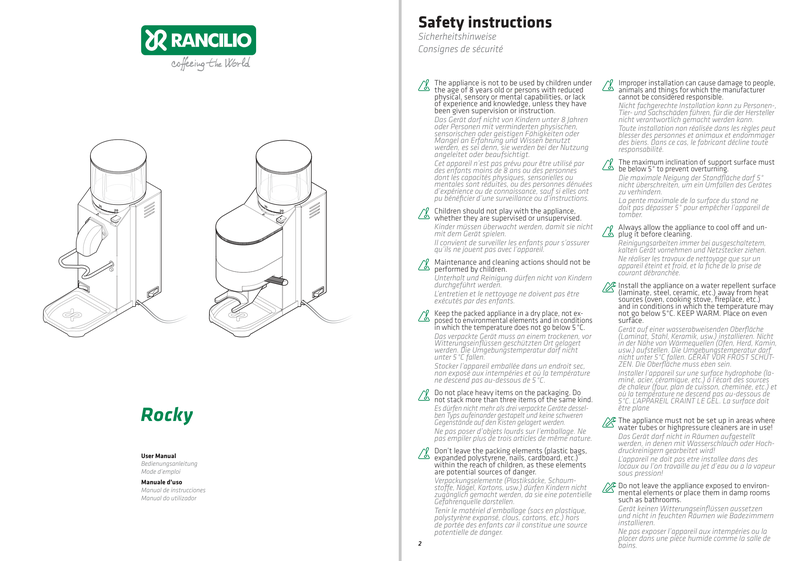 RANCILIO
coffeeing the World
Rocky
User Manual
Bedienungsanleitung
Mode d'emploi
Manuale d'uso
Manual de instrucciones
Manual do utilizador
Safety instructions
Sicherheitshinweise
Consignes de sécurité
The appliance is not to be used by children under
the age of 8 years old or persons with reduced
physical, sensory or mental capabilities, or lack
of experience and knowledge, unless they have
been given supervision or instruction.
Das Gerät darf nicht von Kindern unter 8 Jahren
oder Personen mit verminderten physischen,
sensorischen oder geistigen Fähigkeiten oder
Mangel an Erfahrung und Wissen benutzt
werden, es sei denn, sie werden bei der Nutzung
angeleitet oder beaufsichtigt.
Cet appareil n'est pas prévu pour être utilisé par
des enfants moins de 8 ans ou des personnes
dont les capacités physiques, sensorielles ou
mentales sont réduites, ou des personnes dénuées
d'expérience ou de connaissance, sauf si elles ont
pu bénéficier d'une surveillance ou d'instructions.
Children should not play with the appliance,
whether they are supervised or unsupervised.
Kinder müssen überwacht werden, damit sie nicht
mit dem Gerät spielen.
Il convient de surveiller les enfants pour s'assurer
qu'ils ne jouent pas avec l'appareil.
Maintenance and cleaning actions should not be
performed by children.
Unterhalt und Reinigung dürfen nicht von Kindern
durchgeführt werden.
L'entretien et le nettoyage ne doivent pas être
exécutés par des enfants.
Keep the packed appliance in a dry place, not ex-
posed to environmental elements and in conditions
in which the temperature does not go below 5°C.
Das verpackte Gerät muss an einem trockenen, vor
Witterungseinflüssen geschützten Ort gelagert
werden. Die Umgebungstemperatur darf nicht
unter 5°C fallen.
Stocker l'appareil emballée dans un endroit sec,
non exposé aux intempéries et où la température
ne descend pas au-dessous de 5°C.
Do not place heavy items on the packaging. Do
not stack more than three items of the same kind.
Es dürfen nicht mehr als drei verpackte Geräte dessel-
ben Typs aufeinander gestapelt und keine schweren
Gegenstände auf den Kisten gelagert werden.
Ne pas poser d'objets lourds sur l'emballage. Ne
pas empiler plus de trois articles de même nature.
Don't leave the packing elements (plastic bags,
expanded polystyrene, nails, cardboard, etc.)
within the reach of children, as these elements
are potential sources of danger.
Verpackungselemente (Plastiksäcke, Schaum-
stoffe, Nägel, Kartons, usw.) dürfen Kindern nicht
zugänglich gemacht werden, da sie eine potentielle
Gefahrenquelle darstellen.
Tenir le matériel d'emballage (sacs en plastique,
polystyrène expansé, clous, cartons, etc.) hors
de portée des enfants car il constitue une source
potentielle de danger.
2
Improper installation can cause damage to people,
animals and things for which the manufacturer
cannot be considered responsible.
Nicht fachgerechte Installation kann zu Personen-,
Tier- und Sachschäden führen, für die der Hersteller
nicht verantwortlich gemacht werden kann.
Toute installation non réalisée dans les règles peut
blesser des personnes et animaux et endommager
des biens. Dans ce cas, le fabricant décline toute
responsabilité.
The maximum inclination of support surface must
be below 5° to prevent overturning.
Die maximale Neigung der Standfläche darf 5°
nicht überschreiten, um ein Umfallen des Gerätes
zu verhindern.
La pente maximale de la surface du stand ne
doit pas dépasser 5° pour empêcher l'appareil de
tomber.
Always allow the appliance to cool off and un-
plug it before cleaning.
Reinigungsarbeiten immer bei ausgeschaltetem,
kalten Gerät vornehmen und Netzstecker ziehen.
Ne réaliser les travaux de nettoyage que sur un
appareil éteint et froid, et la fiche de la prise de
courant débranchée.
Install the appliance on a water repellent surface
(laminate, steel, ceramic, etc.) away from heat
sources (oven, cooking stove, fireplace, etc.)
and in conditions in which the temperature may
not go below 5°C. KEEP WARM. Place on even
surface.
Gerät auf einer wasserabweisenden Oberfläche
(Laminat, Stahl, Keramik, usw.) installieren. Nicht
in der Nähe von Wärmequellen (Ofen, Herd, Kamin,
usw.) aufstellen. Die Umgebungstemperatur darf
nicht unter 5°C fallen. GERÄT VOR FROST SCHÜT-
ZEN. Die Oberfläche muss eben sein.
Installer l'appareil sur une surface hydrophobe (la-
miné, acier, céramique, etc.) à l'écart des sources
de chaleur (four, plan de cuisson, cheminée, etc.) et
où la température ne descend pas au-dessous de
5°C. L'APPAREIL CRAINT LE GEL. La surface doit
être plane
The appliance must not be set up in areas where
water tubes or highpressure cleaners are in use!
Das Gerät darf nicht in Räumen aufgestellt
werden, in denen mit Wasserschlauch oder Hoch-
druckreinigern gearbeitet wird!
L'appareil ne doit pas etre installée dans des
locaux ou l'on travaille au jet d'eau ou a la vapeur
sous pression!
Do not leave the appliance exposed to environ-
mental elements or place them in damp rooms
such as bathrooms.
Gerät keinen Witterungseinflüssen aussetzen
und nicht in feuchten Räumen wie Badezimmern
installieren.
Ne pas exposer l'appareil aux intempéries ou la
placer dans une pièce humide comme la salle de
bains.